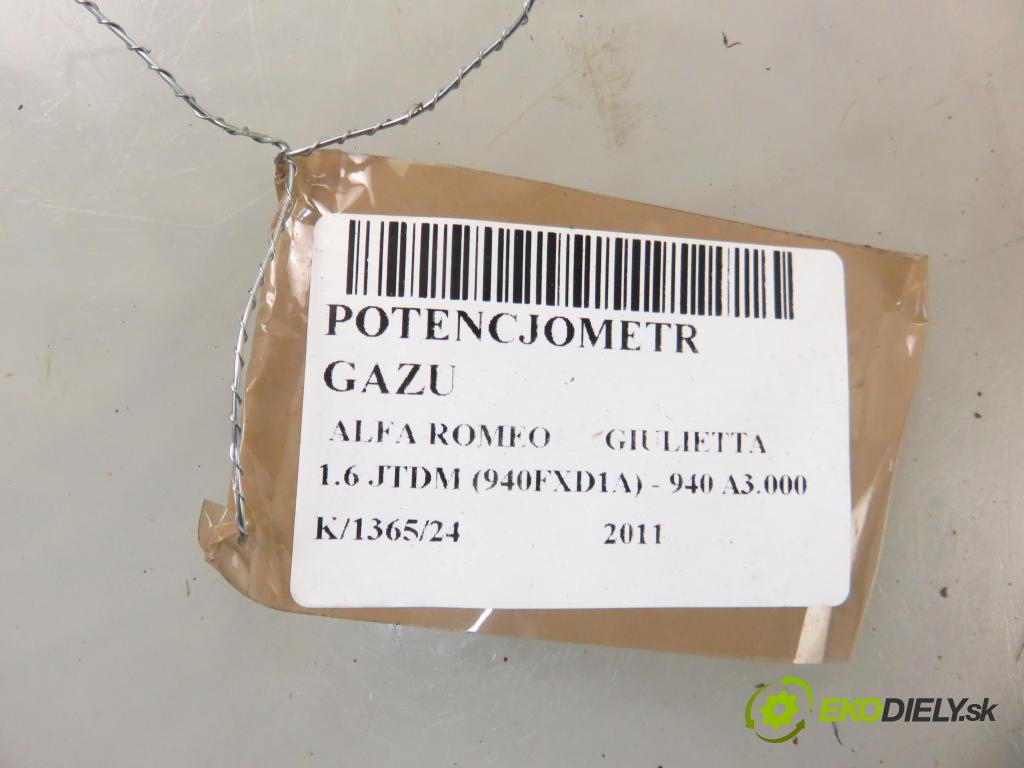 POTENCJOMETR
GAZU
ALFA ROMEO GIULIETTA
1.6 JTDM (940FXD1A) - 940 A3.000
K/1365/24 2011
EKODIELY.sk